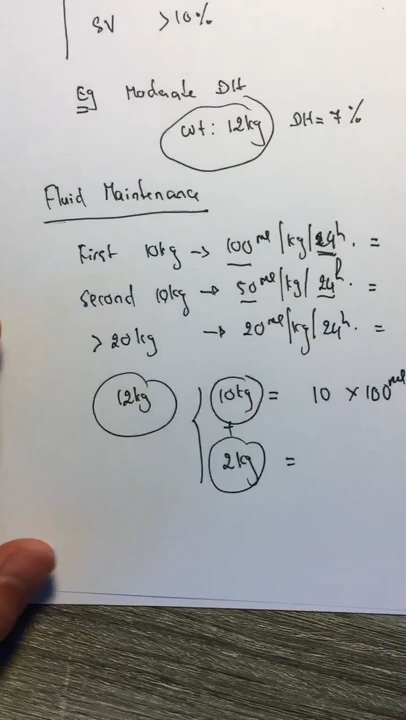 SV >10%
Eg Moderate DH
wt: 12kg DH = 7%
Fluid Maintenance
First 10kg → 100ml/kg/24h. =
Second 10kg → 50ml/kg/24h. =
>20kg → 20ml/kg/24h. =
12kg { 10kg = 10 × 100ml
+
2kg =